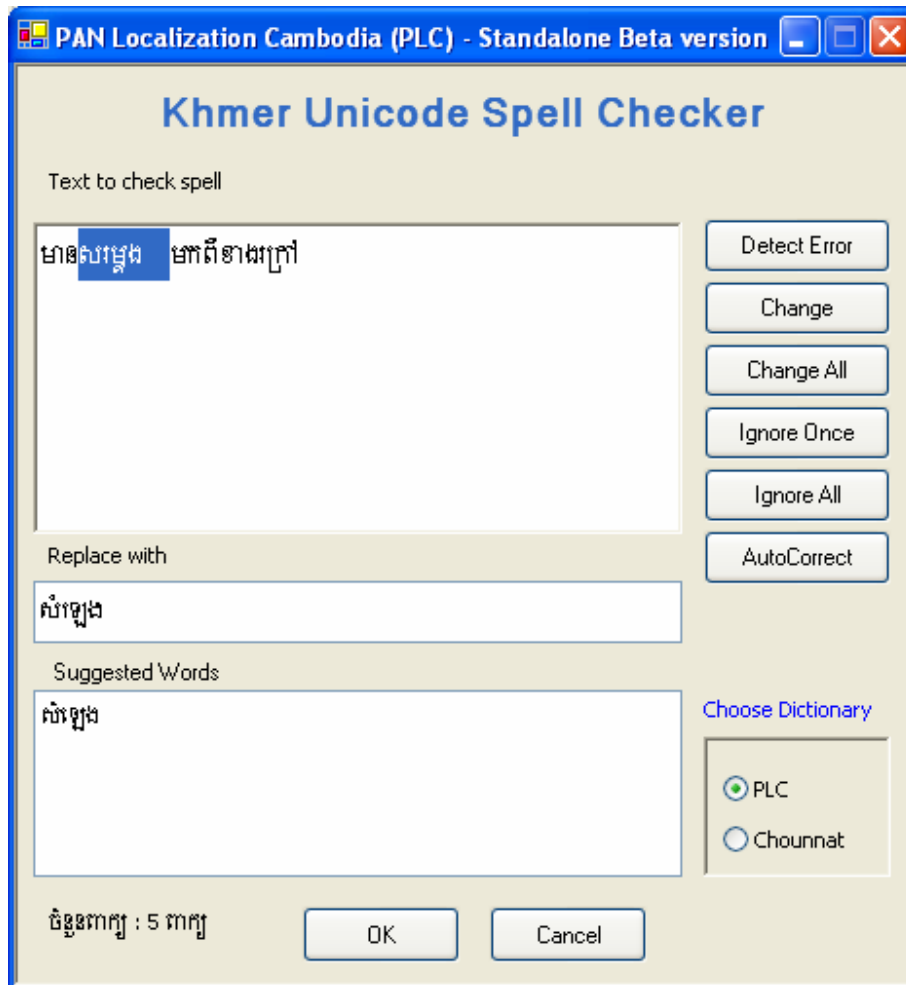 PAN Localization Cambodia (PLC) - Standalone Beta version
Khmer Unicode Spell Checker
Text to check spell
មានសម្លេង មកពីខាងក្រៅ
Detect Error
Change
Change All
Ignore Once
Ignore All
AutoCorrect
Replace with
សំឡេង
Suggested Words
សំឡេង
Choose Dictionary
PLC
Chounnat
ចំនួនពាក្យ : 5 ពាក្យ
OK
Cancel